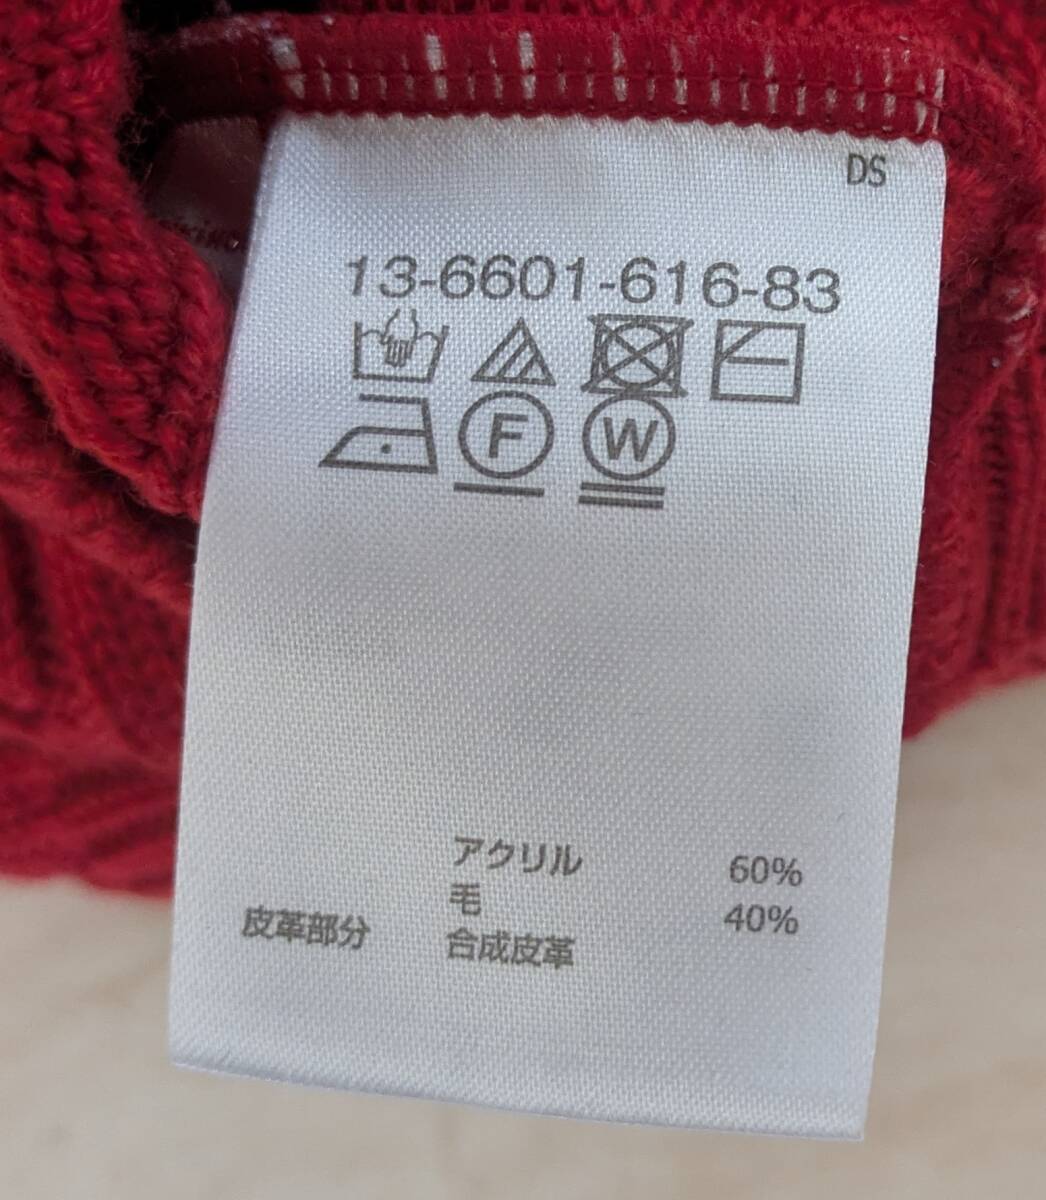 DS
13-6601-616-83
F W
アクリル 60%
毛 40%
皮革部分 合成皮革